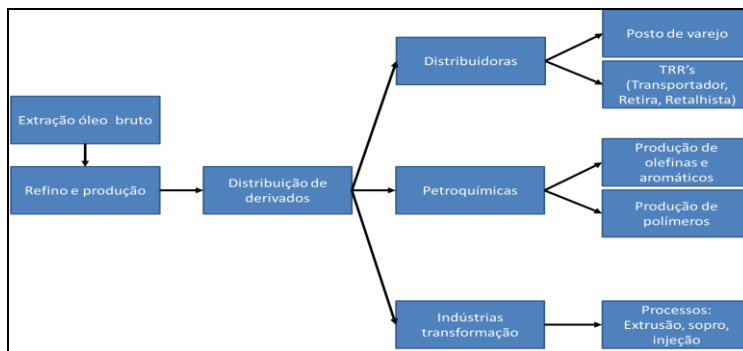 Extração óleo bruto
Refino e produção
Distribuição de
derivados
Distribuidoras
Posto de varejo
TRR's
(Transportador,
Retira, Retalhista)
Petroquímicas
Produção de
olefinas e
aromáticos
Produção de
polímeros
Indústrias
transformação
Processos:
Extrusão, sopro,
injeção